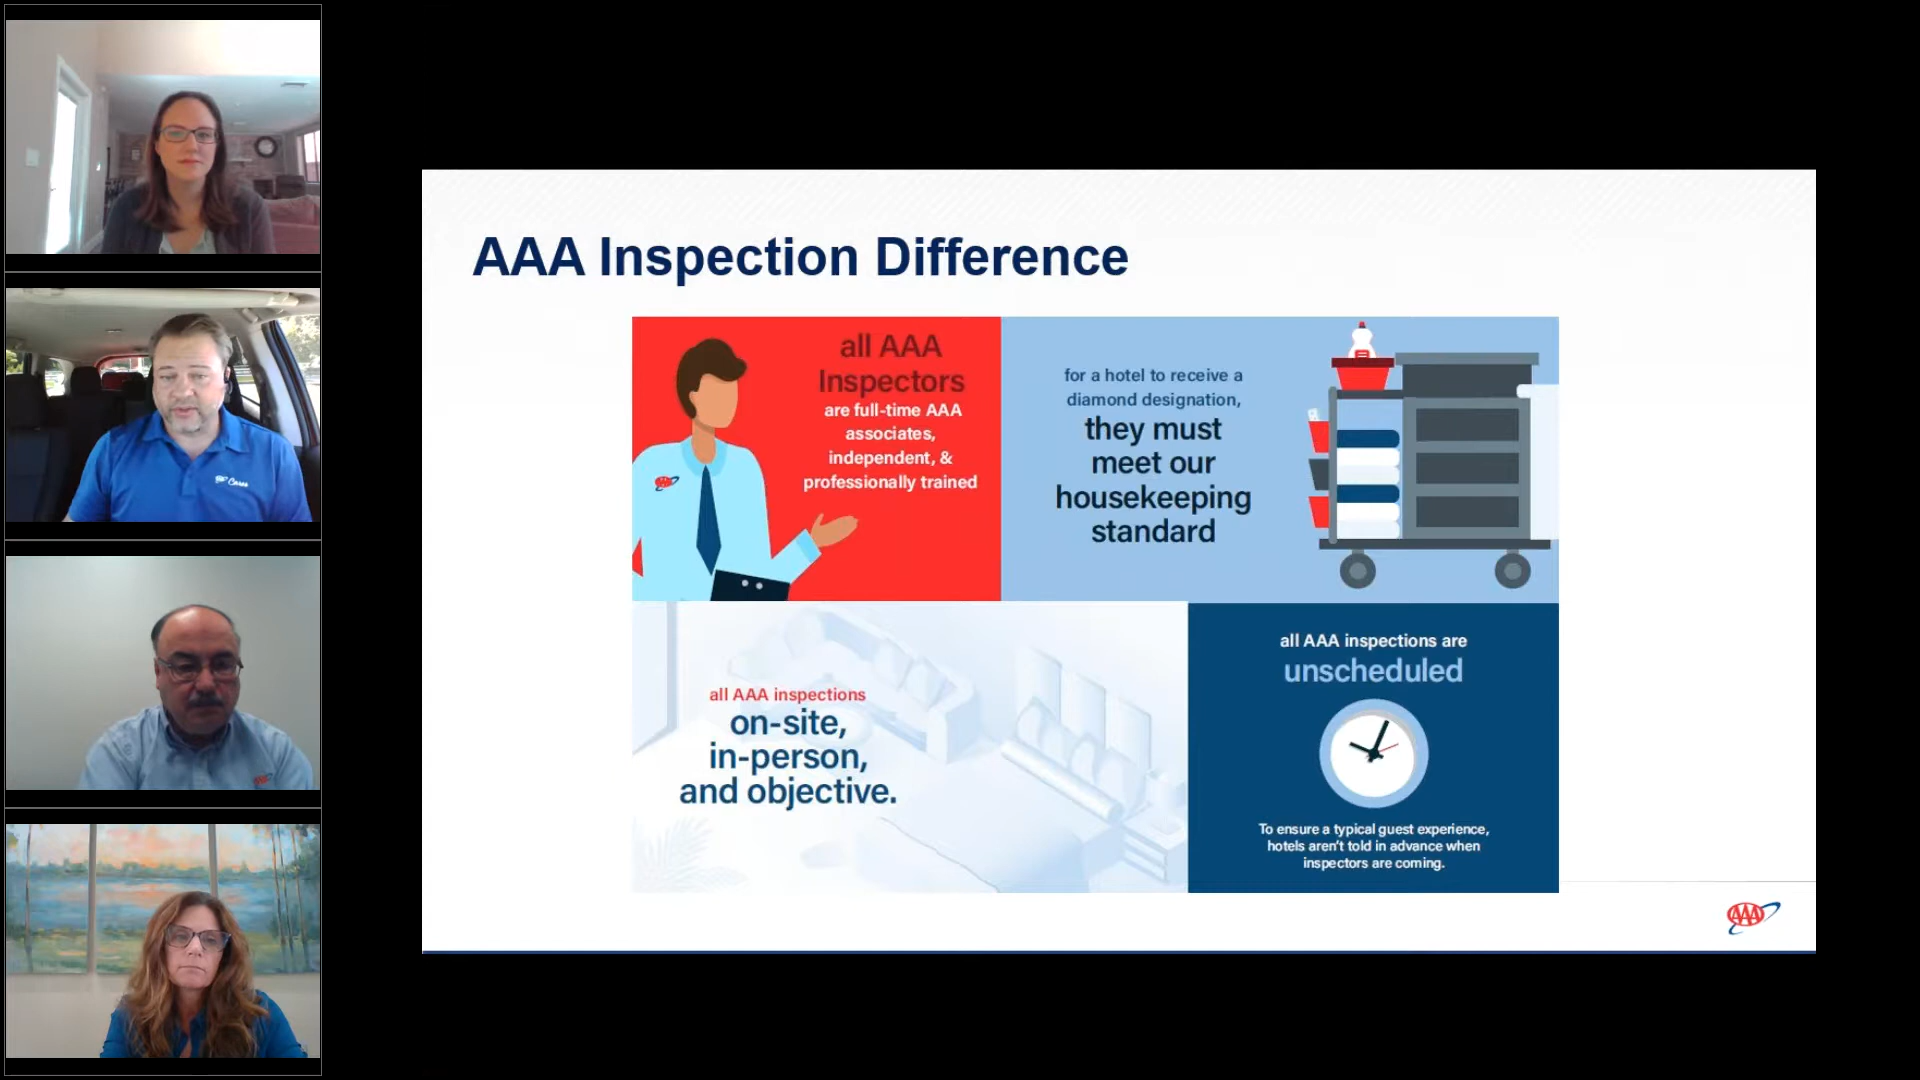 AAA Inspection Difference
all AAA
Inspectors
are full-time AAA
associates,
independent, &
professionally trained
for a hotel to receive a
diamond designation,
they must
meet our
housekeeping
standard
all AAA inspections
on-site,
in-person,
and objective.
all AAA inspections are
unscheduled
To ensure a typical guest experience,
hotels aren't told in advance when
inspectors are coming.
AAA